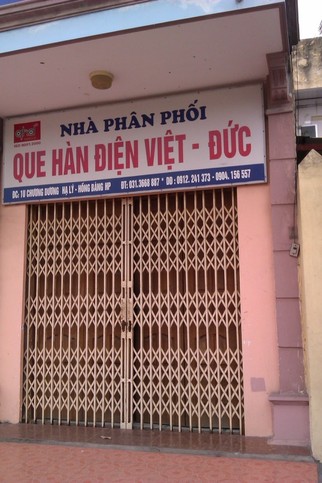 NHÀ PHÂN PHỐI
QUE HÀN ĐIỆN VIỆT - ĐỨC
ĐC: 10 CHƯƠNG DƯƠNG HẠ LÝ - HỒNG BÀNG HP ĐT: 031.3668 887 * DĐ: 0912. 241 373 - 0904. 156 557